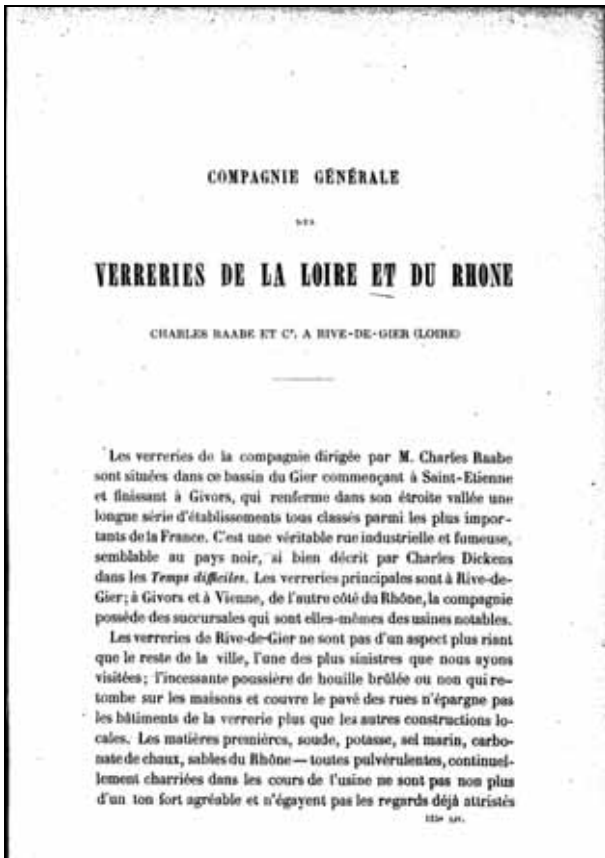 COMPAGNIE GÉNÉRALE
DES
VERRERIES DE LA LOIRE ET DU RHONE
CHARLES RAABE ET Cⁱᵉ, A RIVE-DE-GIER (LOIRE)
Les verreries de la compagnie dirigée par M. Charles Raabe
sont situées dans ce bassin du Gier commençant à Saint-Etienne
et finissant à Givors, qui renferme dans son étroite vallée une
longue série d'établissements tous classés parmi les plus impor-
tants de la France. C'est une véritable rue industrielle et fumeuse,
semblable au pays noir, si bien décrit par Charles Dickens
dans les Temps difficiles. Les verreries principales sont à Rive-de-
Gier; à Givors et à Vienne, de l'autre côté du Rhône, la compagnie
possède des succursales qui sont elles-mêmes des usines notables.
Les verreries de Rive-de-Gier ne sont pas d'un aspect plus riant
que le reste de la ville, l'une des plus sinistres que nous ayons
visitées; l'incessante poussière de houille brûlée ou non qui re-
tombe sur les maisons et couvre le pavé des rues n'épargne pas
les bâtiments de la verrerie plus que les autres constructions lo-
cales. Les matières premières, soude, potasse, sel marin, carbo-
nate de chaux, sables du Rhône — toutes pulvérulentes, continuel-
lement charriées dans les cours de l'usine ne sont pas non plus
d'un ton fort agréable et n'égayent pas les regards déjà attristés